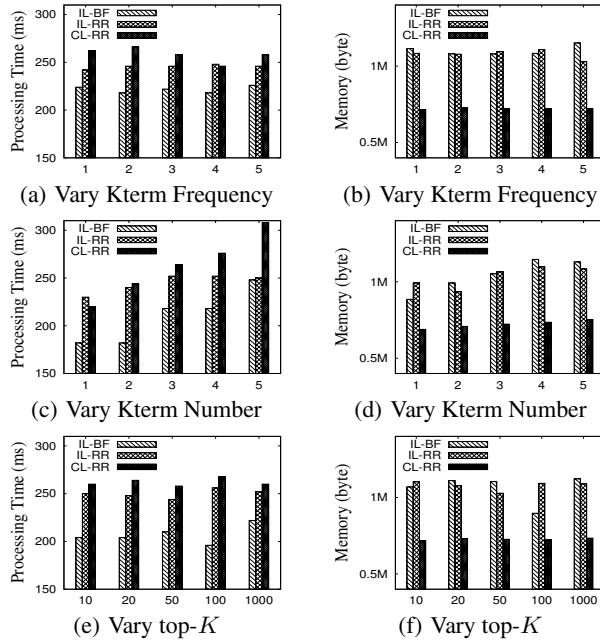 300
250
200
150
Processing Time (ms)
IL-BF
IL-RR
CL-RR
1 2 3 4 5
(a) Vary Kterm Frequency
1M
0.5M
Memory (byte)
IL-BF
IL-RR
CL-RR
1 2 3 4 5
(b) Vary Kterm Frequency
300
250
200
150
Processing Time (ms)
IL-BF
IL-RR
CL-RR
1 2 3 4 5
(c) Vary Kterm Number
1M
0.5M
Memory (byte)
IL-BF
IL-RR
CL-RR
1 2 3 4 5
(d) Vary Kterm Number
300
250
200
150
Processing Time (ms)
IL-BF
IL-RR
CL-RR
10 20 50 100 1000
(e) Vary top-K
1M
0.5M
Memory (byte)
IL-BF
IL-RR
CL-RR
10 20 50 100 1000
(f) Vary top-K